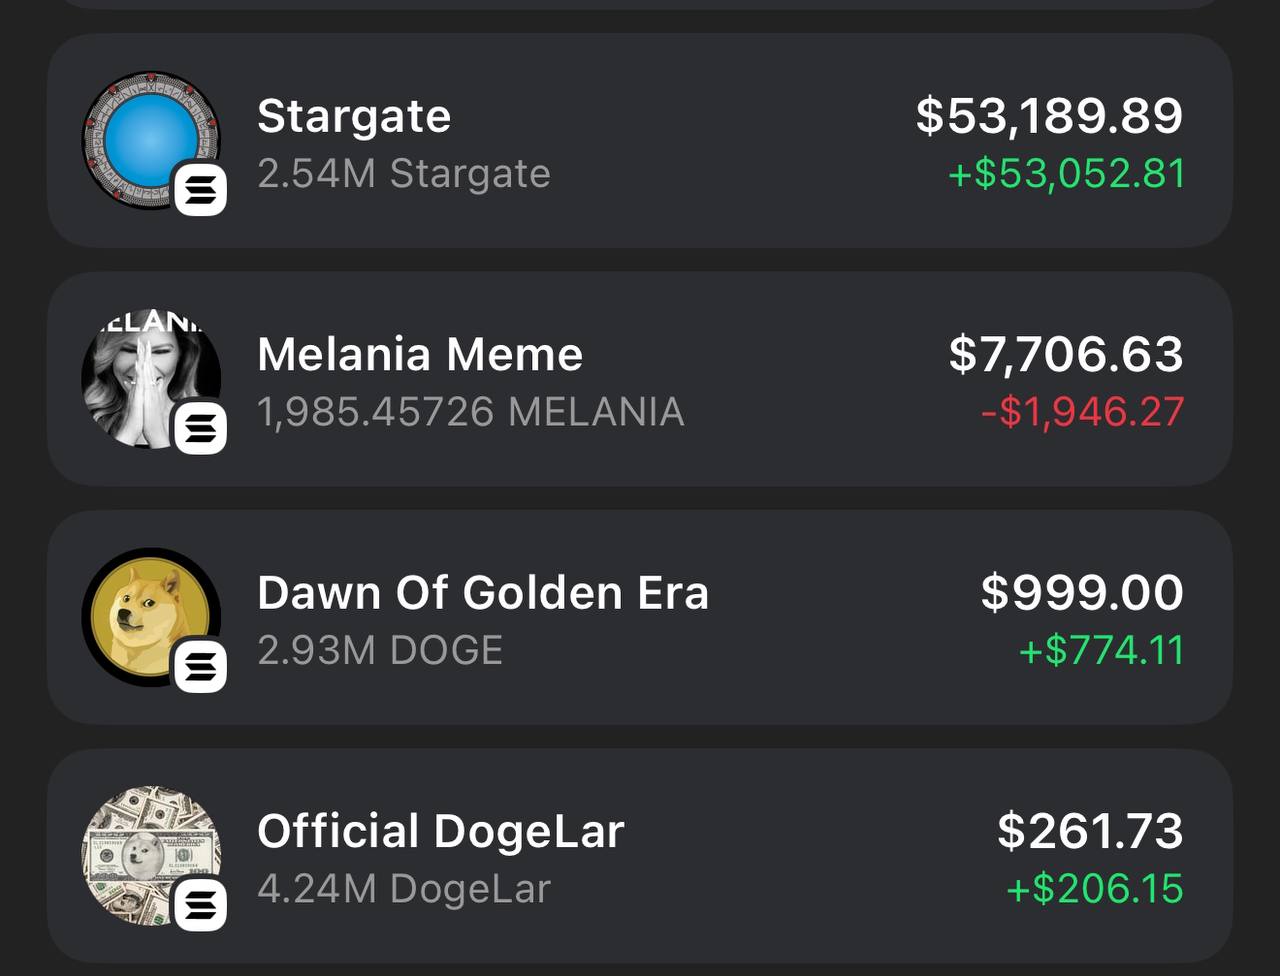 Stargate
$53,189.89
2.54M Stargate
+$53,052.81
Melania Meme
$7,706.63
1,985.45726 MELANIA
-$1,946.27
Dawn Of Golden Era
$999.00
2.93M DOGE
+$774.11
Official DogeLar
$261.73
4.24M DogeLar
+$206.15